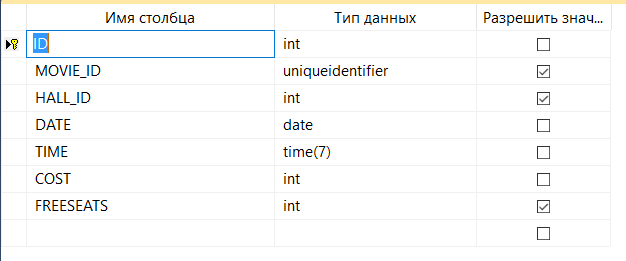 Имя столбца Тип данных Разрешить знач...
ID int
MOVIE_ID uniqueidentifier
HALL_ID int
DATE date
TIME time(7)
COST int
FREESEATS int